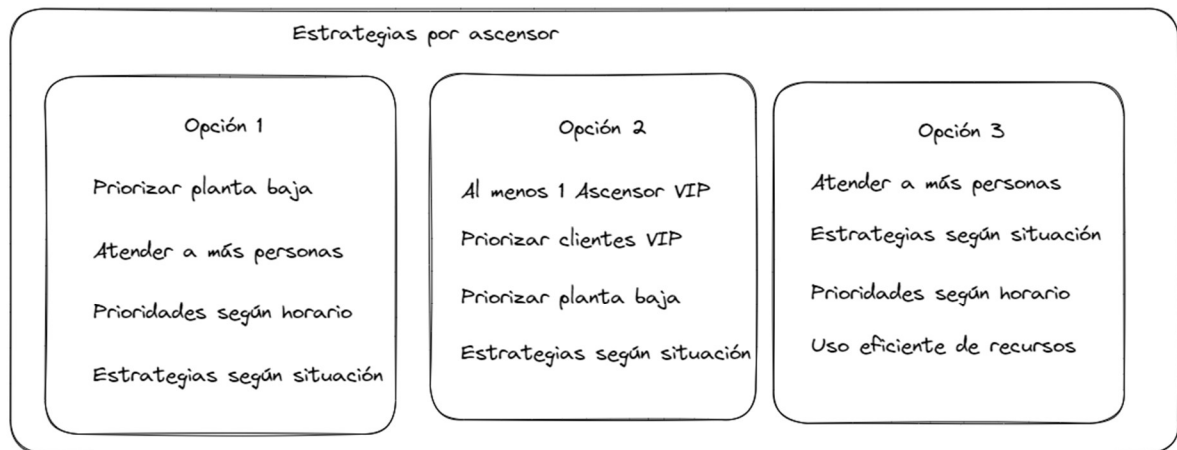 Estrategias por ascensor
Opción 1
Priorizar planta baja
Atender a más personas
Prioridades según horario
Estrategias según situación
Opción 2
Al menos 1 Ascensor VIP
Priorizar clientes VIP
Priorizar planta baja
Estrategias según situación
Opción 3
Atender a más personas
Estrategias según situación
Prioridades según horario
Uso eficiente de recursos